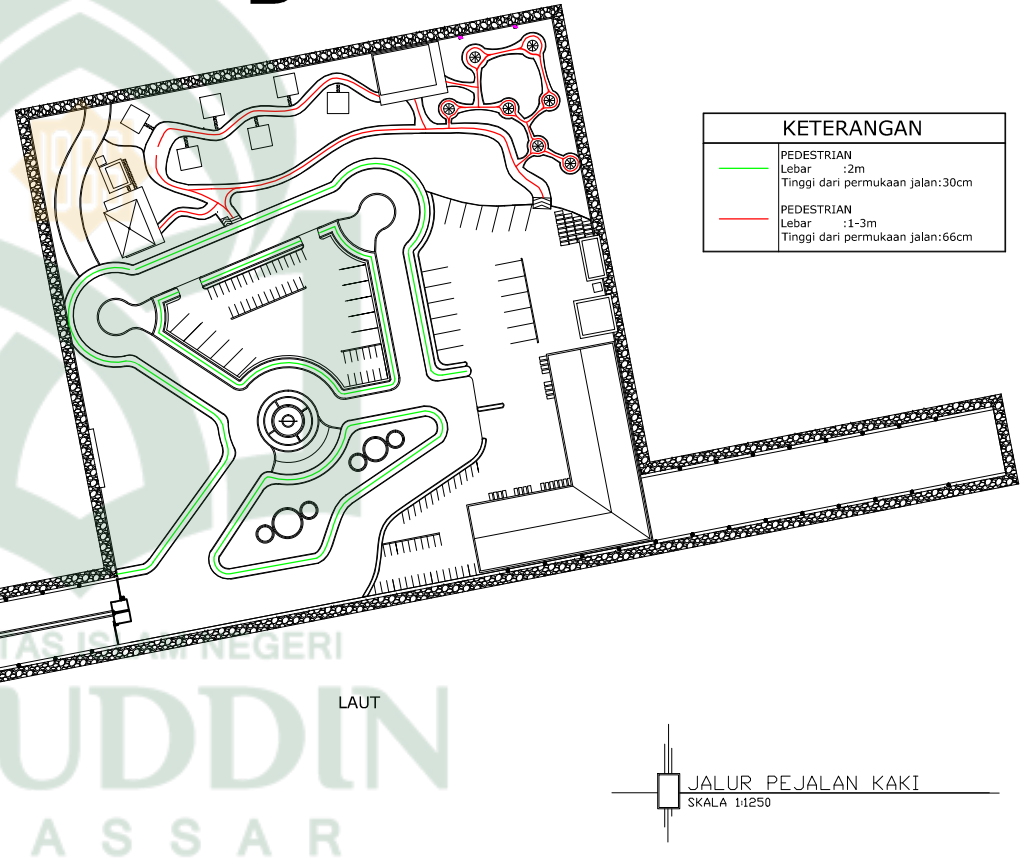 KETERANGAN
PEDESTRIAN
Lebar :2m
Tinggi dari permukaan jalan:30cm
PEDESTRIAN
Lebar :1-3m
Tinggi dari permukaan jalan:66cm
TAS ISLAM NEGERI
LAUT
UDDIN
JALUR PEJALAN KAKI
SKALA 1:1250
ASSAR